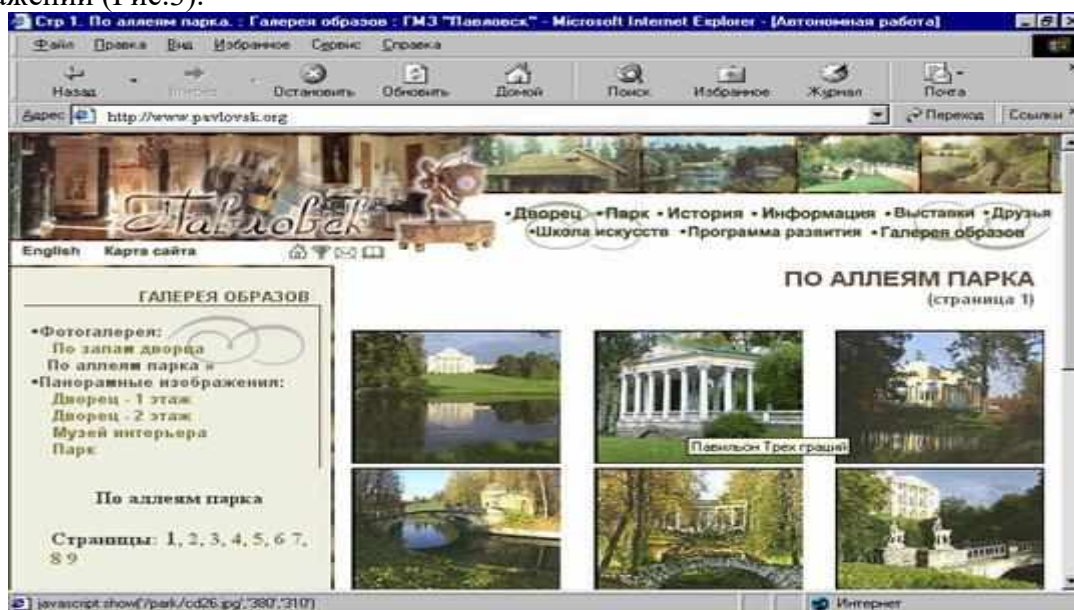 ажений (Рис.3).
Стр 1. По аллеям парка. : Галерея образов : ГМЗ "Павловск" - Microsoft Internet Explorer - [Автономная работа]
Файл Правка Вид Избранное Сервис Справка
Назад Вперед Остановить Обновить Домой Поиск Избранное Журнал Почта
Адрес http://www.pavlovsk.org Переход Ссылки
Павловск
•Дворец •Парк •История •Информация •Выставки •Друзья
•Школа искусств •Программа развития •Галерея образов
English Карта сайта
ПО АЛЛЕЯМ ПАРКА
(страница 1)
ГАЛЕРЕЯ ОБРАЗОВ
•Фотогалерея:
По залам дворца
По аллеям парка »
•Панорамные изображения:
Дворец - 1 этаж
Дворец - 2 этаж
Музей интерьера
Парк
Павильон Трех граций
По аллеям парка
Страницы: 1, 2, 3, 4, 5, 6 7,
8 9
javascript:show('/park/cd26.jpg','380','310') Интернет